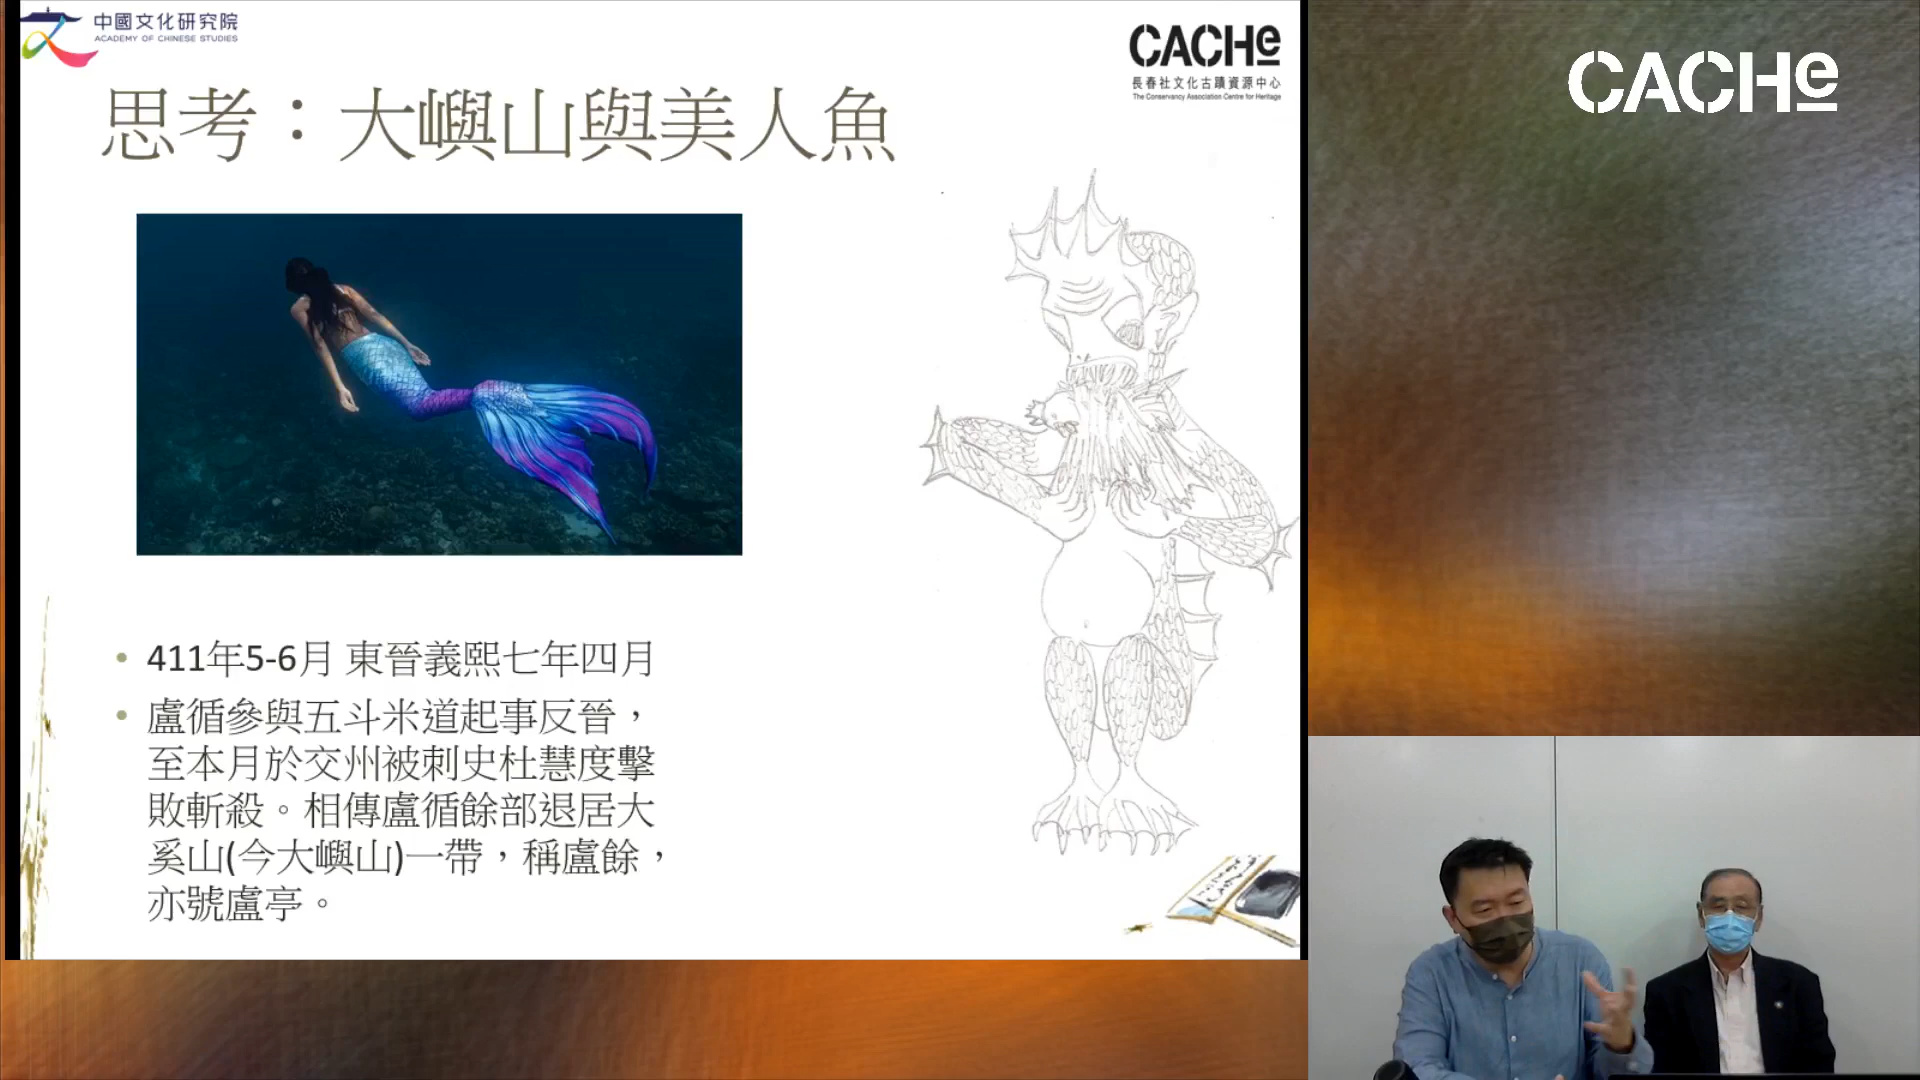 中國文化研究院
ACADEMY OF CHINESE STUDIES
CACHe
長春社文化古蹟資源中心
The Conservancy Association Centre for Heritage
CACHe
思考：大嶼山與美人魚
• 411年5-6月 東晉義熙七年四月
• 盧循參與五斗米道起事反晉，
至本月於交州被刺史杜慧度擊
敗斬殺。相傳盧循餘部退居大
奚山(今大嶼山)一帶，稱盧餘，
亦號盧亭。